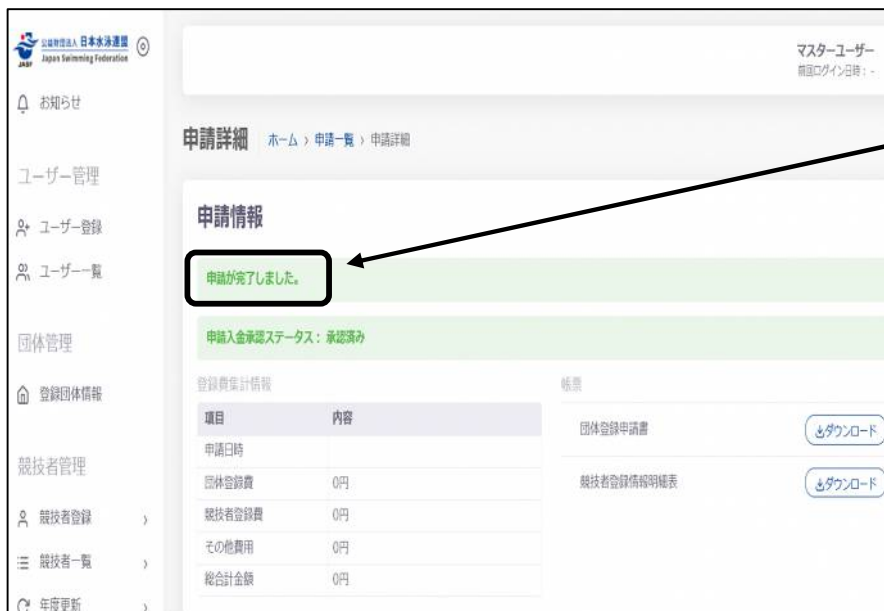 公益財団法人 日本水泳連盟
Japan Swimming Federation
JASF
お知らせ
ユーザー管理
ユーザー登録
ユーザー一覧
団体管理
登録団体情報
競技者管理
競技者登録
競技者一覧
年度更新
マスターユーザー
前回ログイン日時： -
申請詳細 ホーム › 申請一覧 › 申請詳細
申請情報
申請が完了しました。
申請入金承認ステータス： 承認済み
登録費集計情報
項目 内容
申請日時
団体登録費 0円
競技者登録費 0円
その他費用 0円
総合計金額 0円
帳票
団体登録申請書 ダウンロード
競技者登録情報明細表 ダウンロード